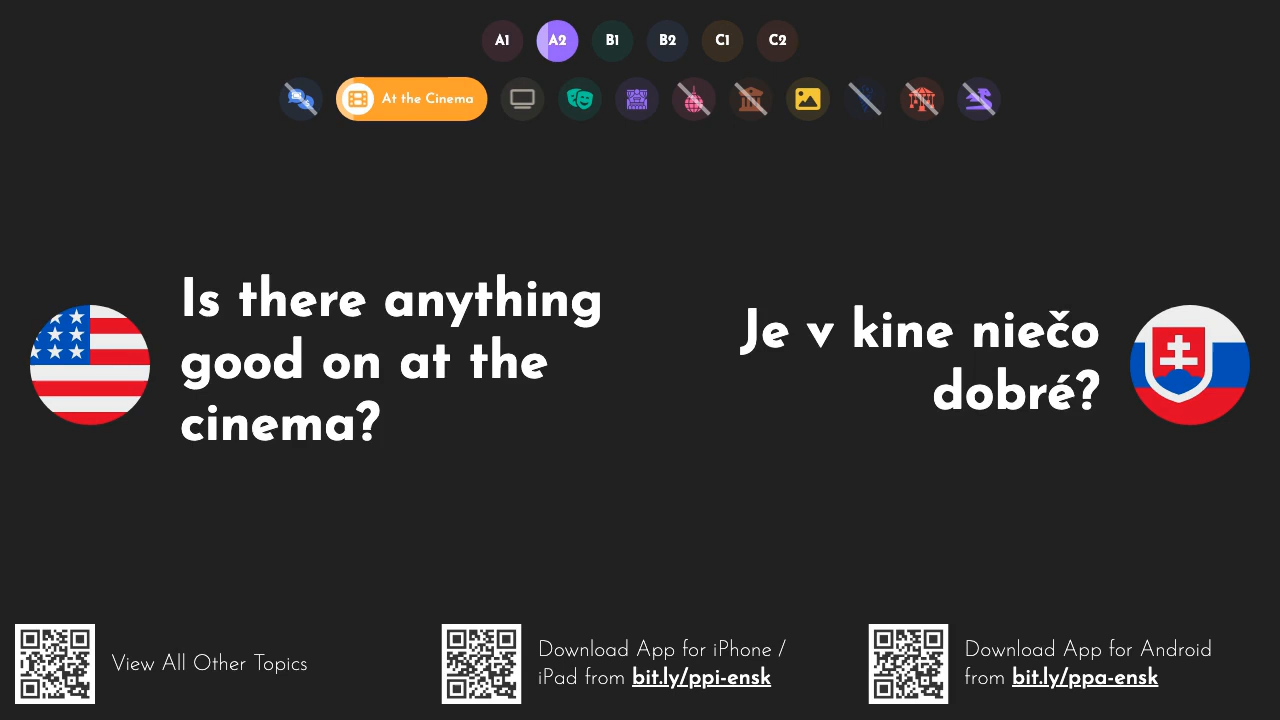 A1 A2 B1 B2 C1 C2
At the Cinema
Is there anything
good on at the
cinema?
Je v kine niečo
dobré?
View All Other Topics
Download App for iPhone /
iPad from bit.ly/ppi-ensk
Download App for Android
from bit.ly/ppa-ensk